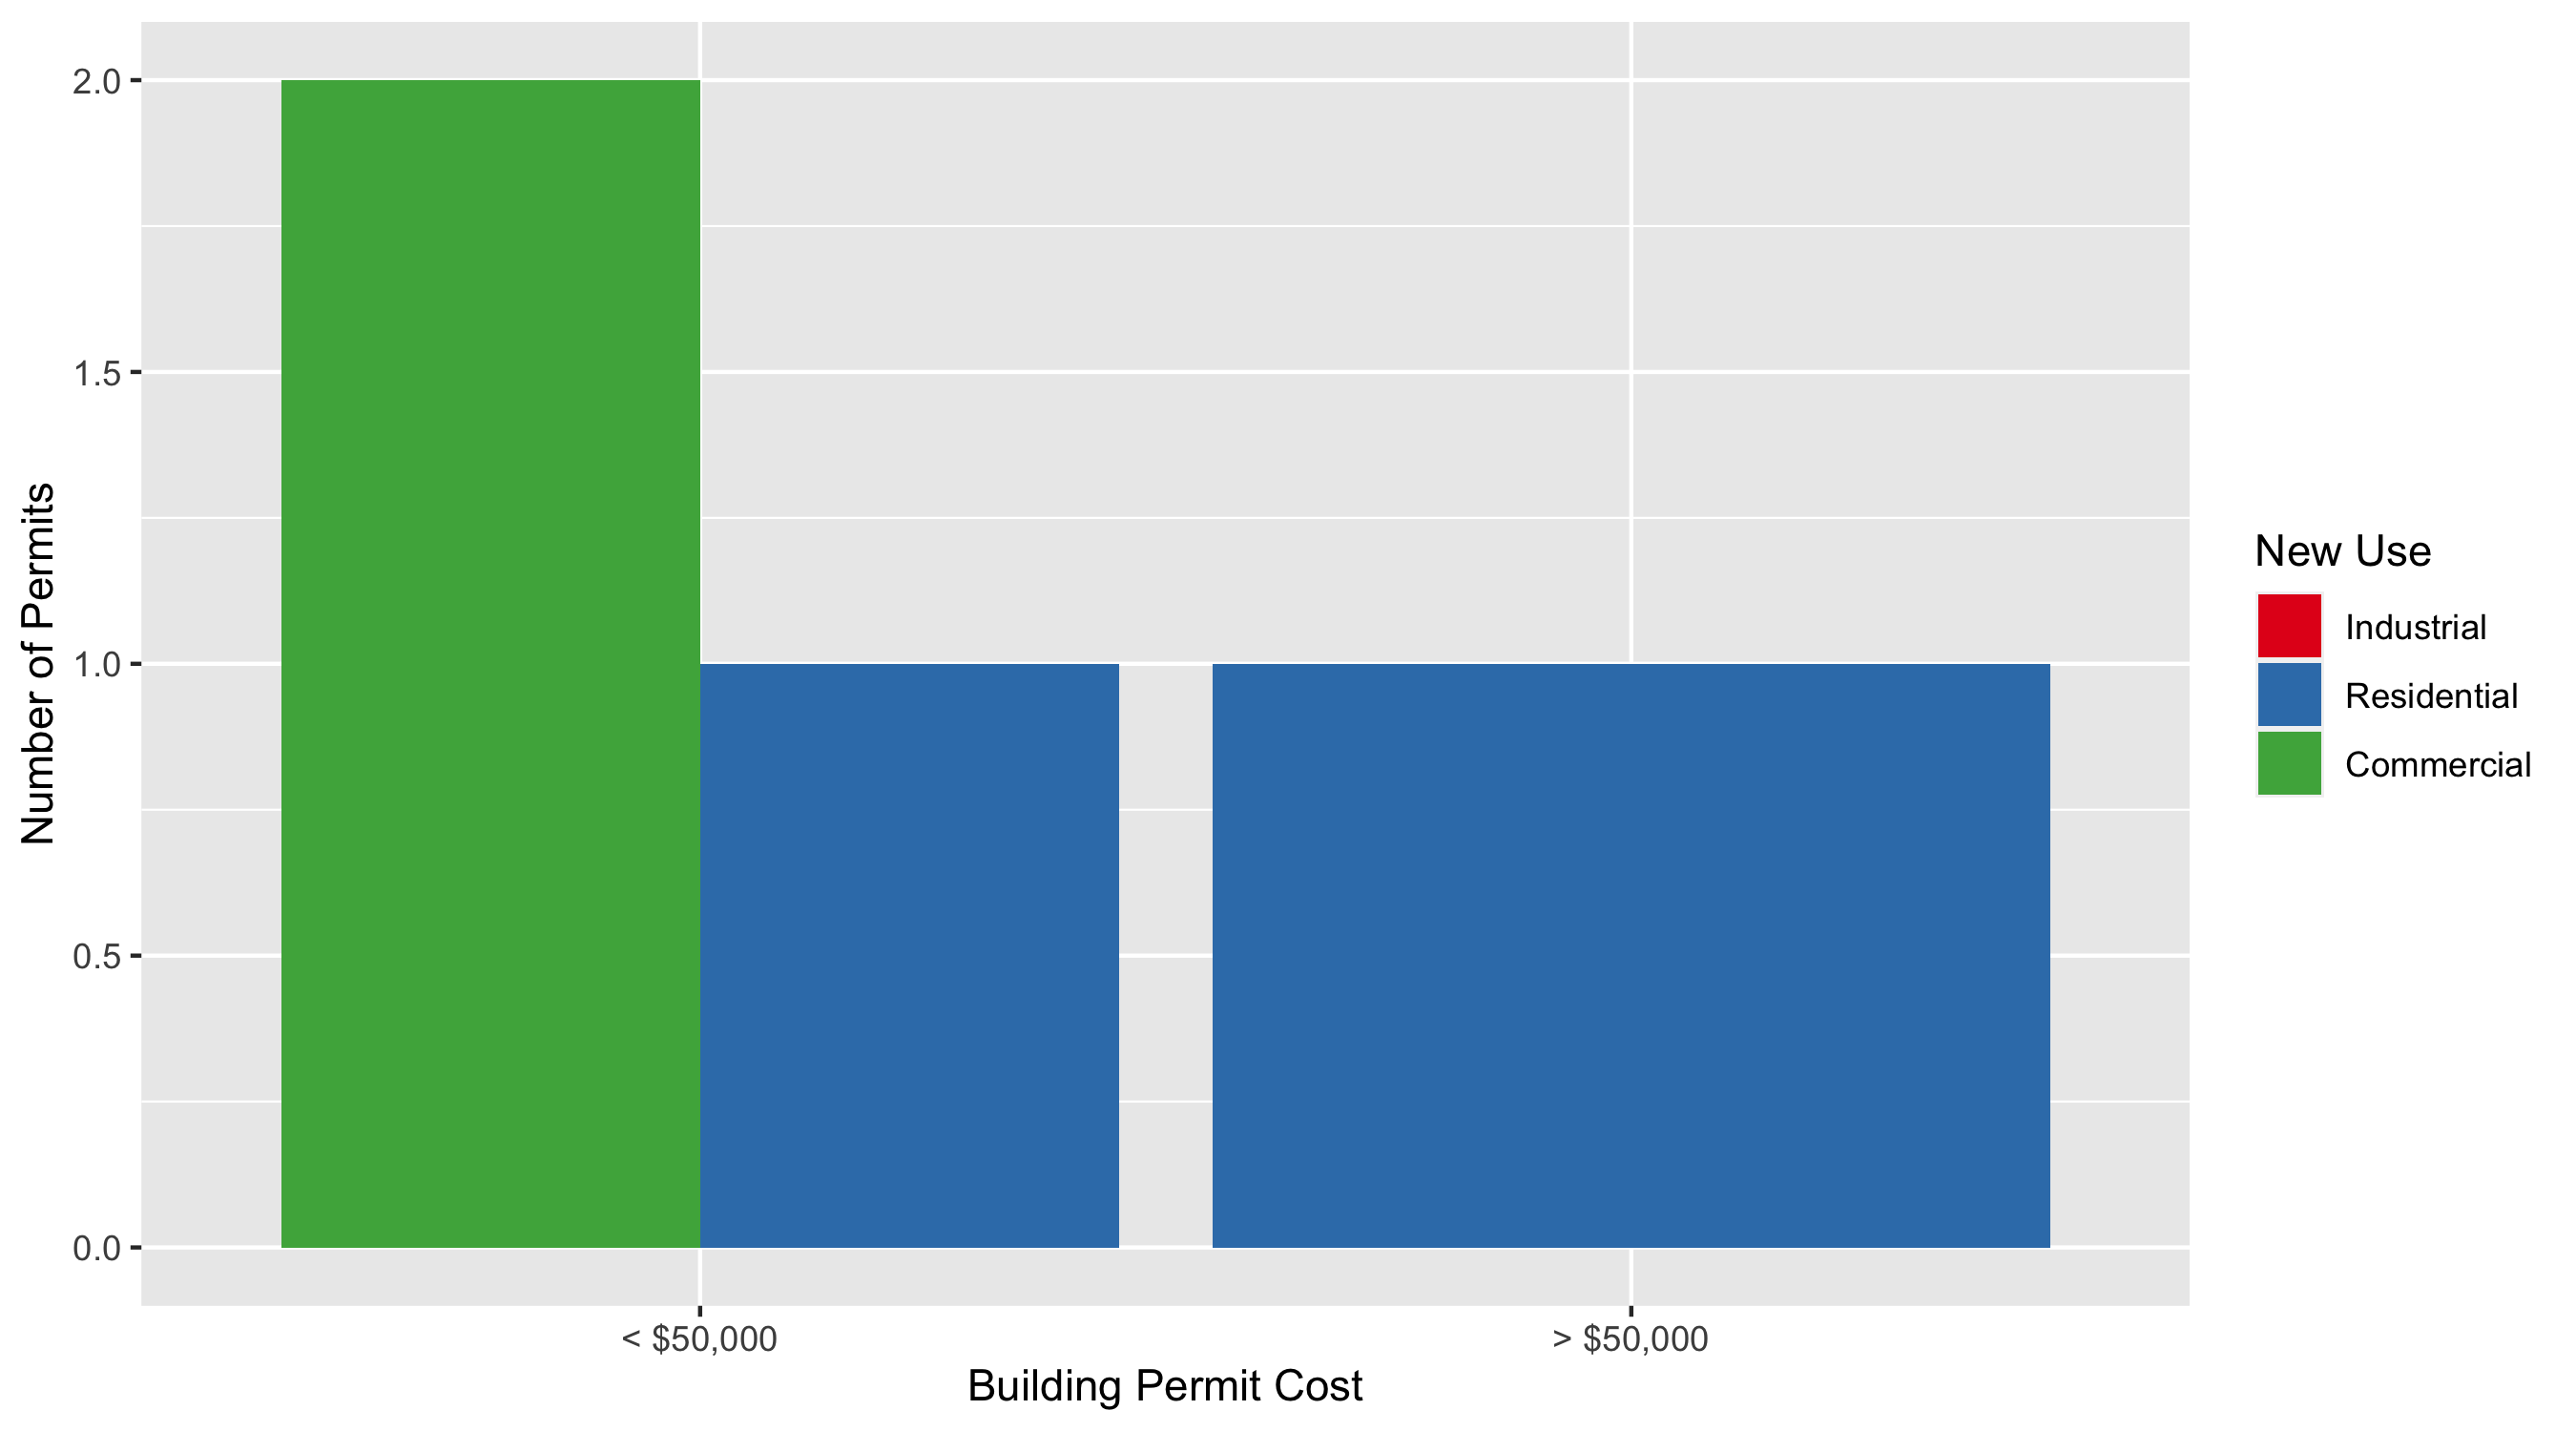 2.0
1.5
1.0
0.5
0.0
Number of Permits
< $50,000
> $50,000
Building Permit Cost
New Use
Industrial
Residential
Commercial